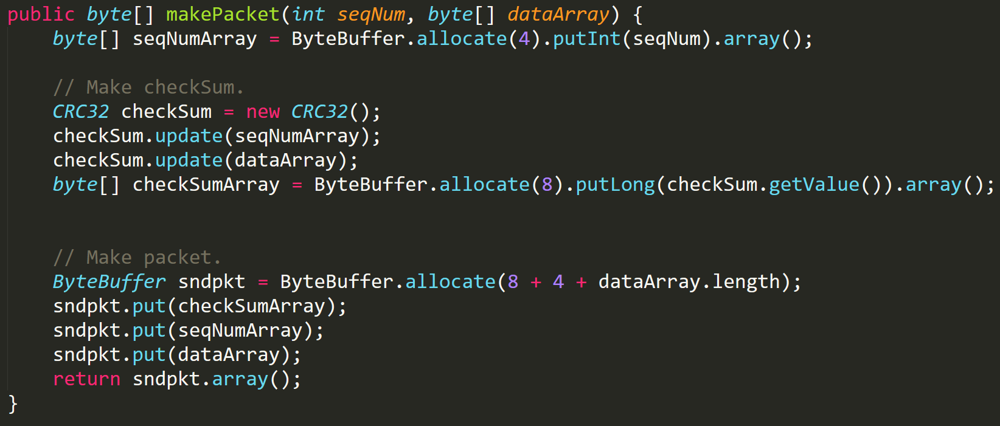 public byte[] makePacket(int seqNum, byte[] dataArray) {
    byte[] seqNumArray = ByteBuffer.allocate(4).putInt(seqNum).array();

    // Make checkSum.
    CRC32 checkSum = new CRC32();
    checkSum.update(seqNumArray);
    checkSum.update(dataArray);
    byte[] checkSumArray = ByteBuffer.allocate(8).putLong(checkSum.getValue()).array();


    // Make packet.
    ByteBuffer sndpkt = ByteBuffer.allocate(8 + 4 + dataArray.length);
    sndpkt.put(checkSumArray);
    sndpkt.put(seqNumArray);
    sndpkt.put(dataArray);
    return sndpkt.array();
}